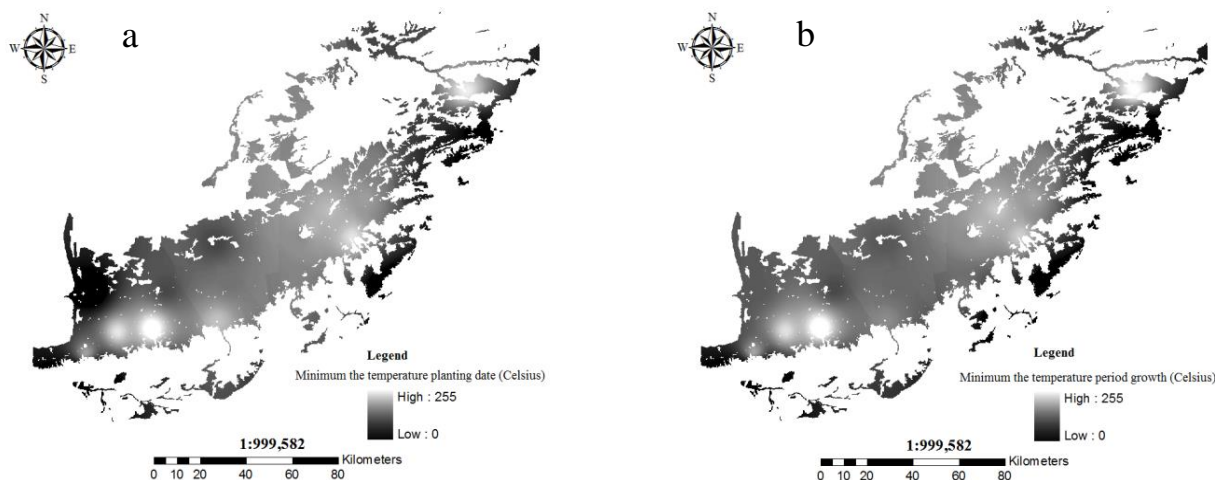 N
W E
S
a
Legend
Minimum the temperature planting date (Celsius)
High : 255
Low : 0
1:999,582
Kilometers
0 5 10 20 40 60 80
N
W E
S
b
Legend
Minimum the temperature period growth (Celsius)
High : 255
Low : 0
1:999,582
Kilometers
0 5 10 20 40 60 80